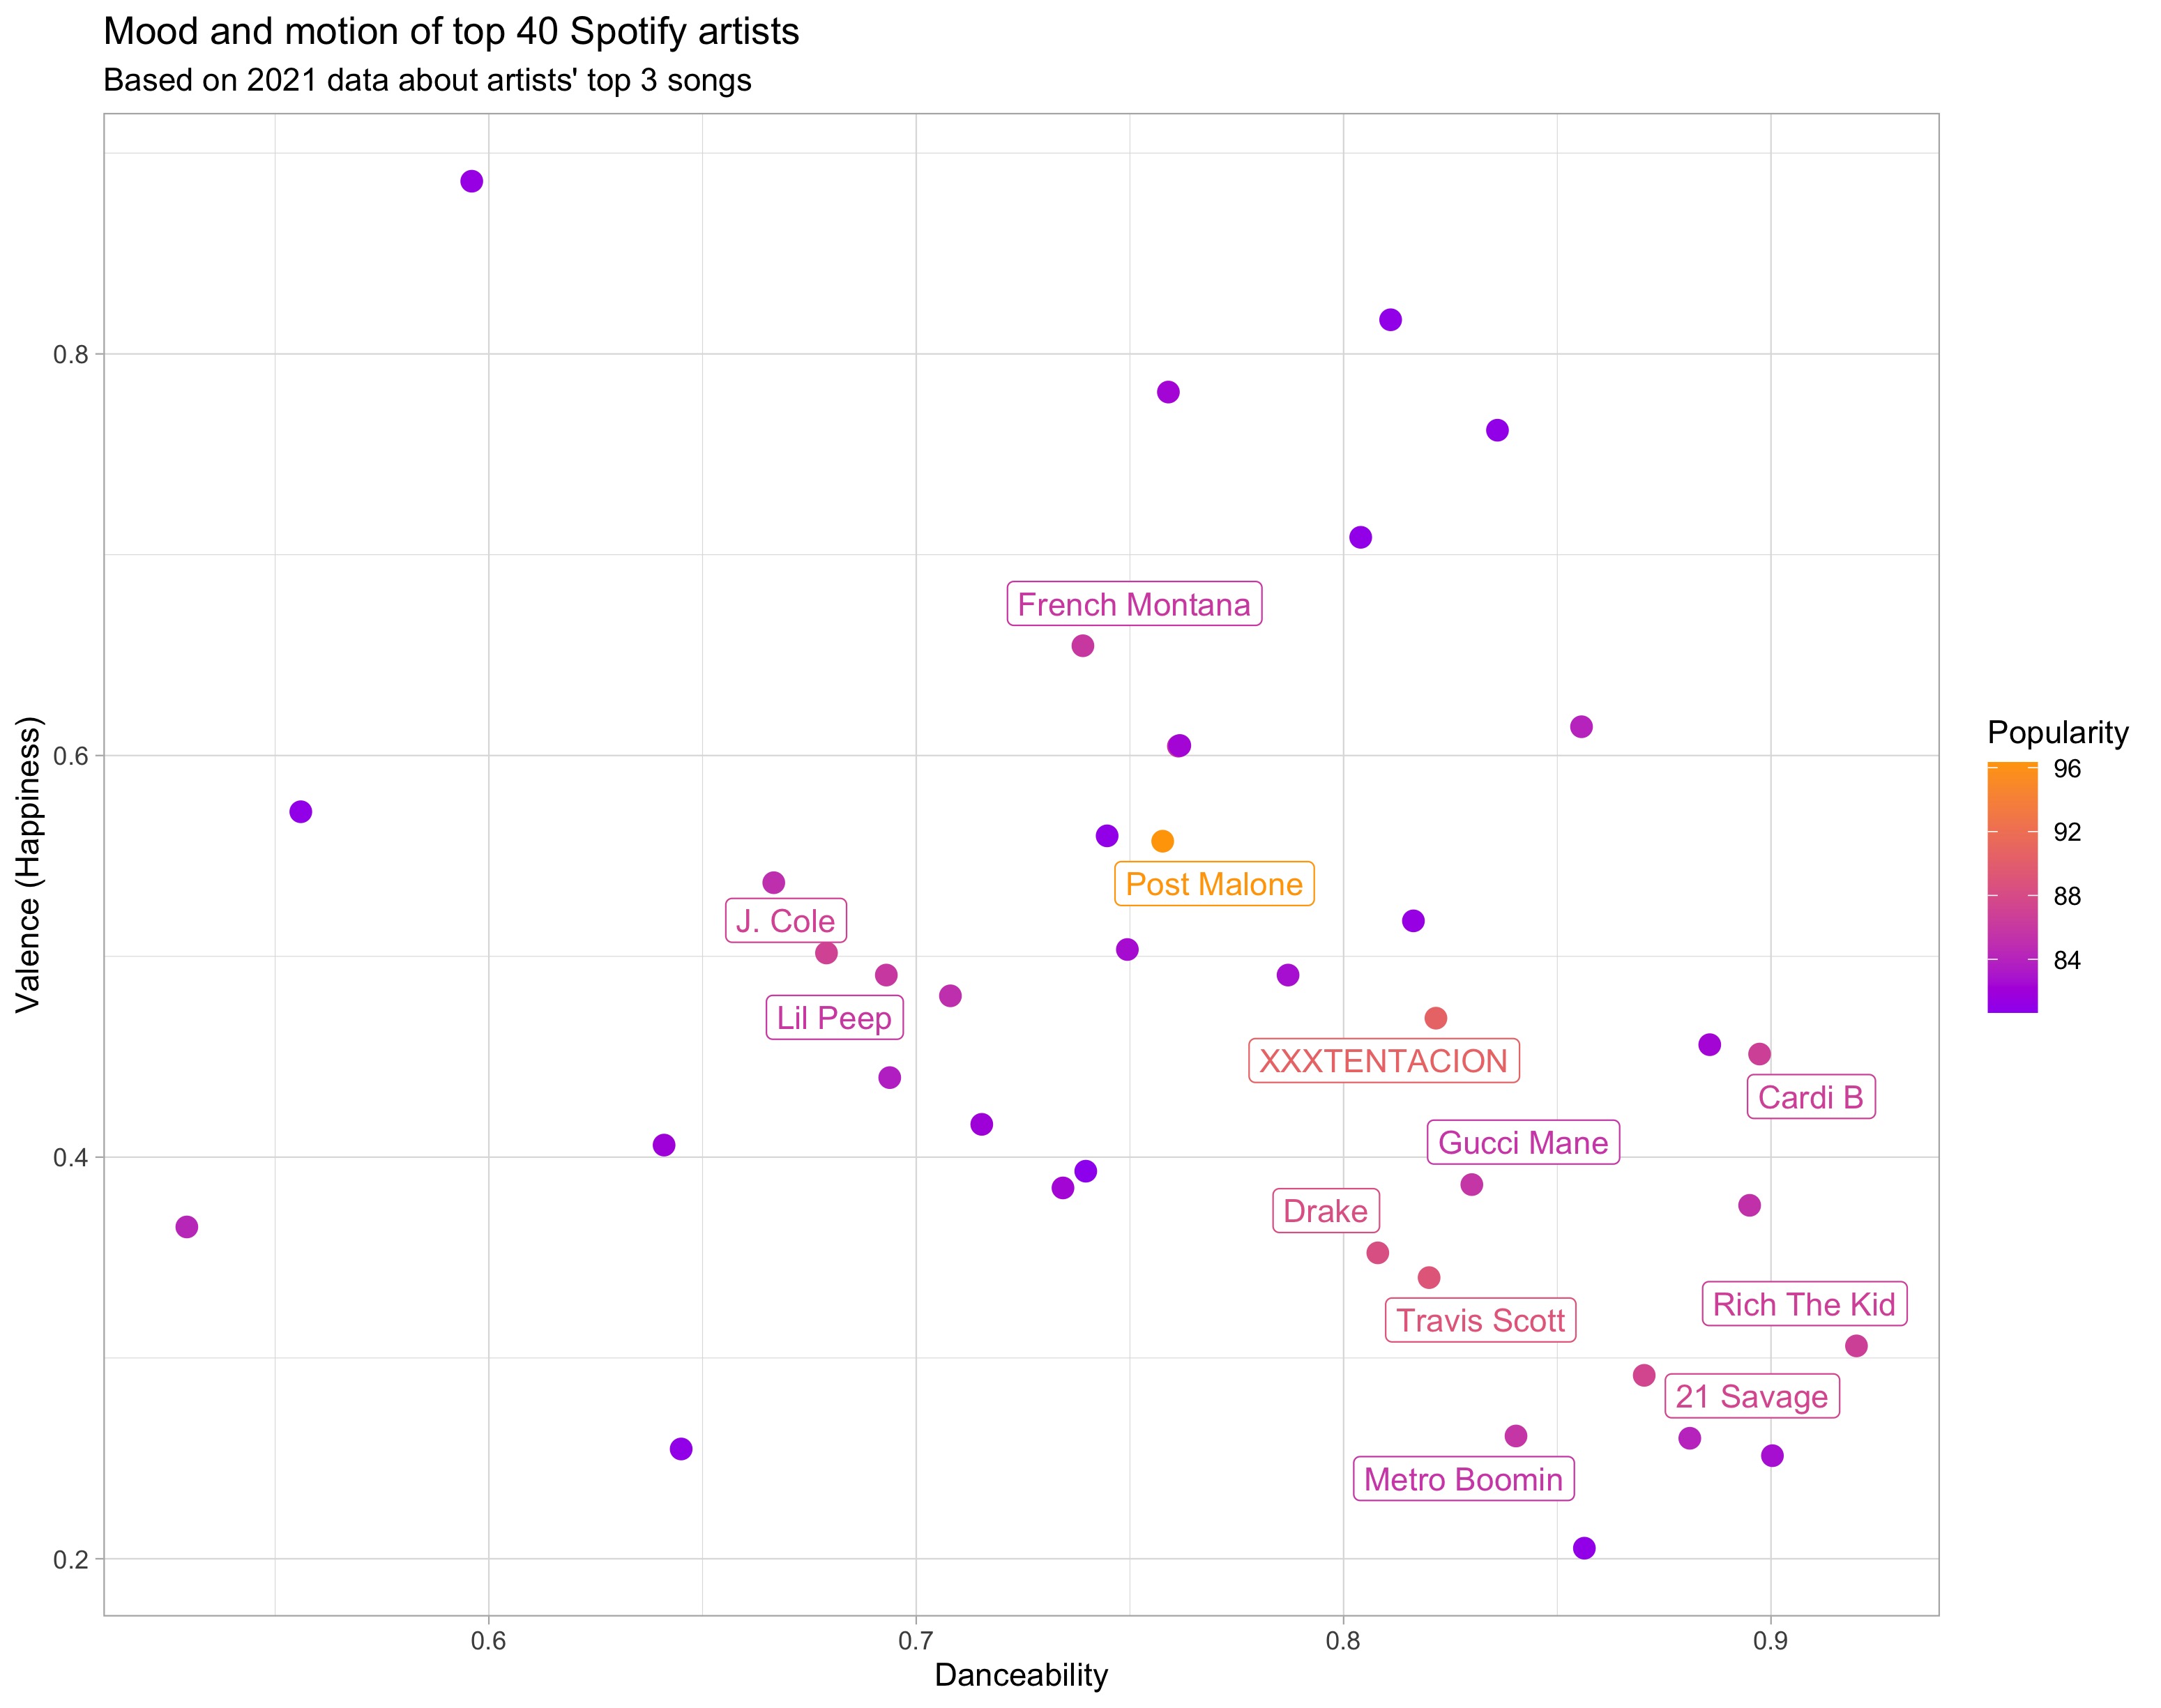 Mood and motion of top 40 Spotify artists
Based on 2021 data about artists' top 3 songs
Valence (Happiness)
0.8
0.6
0.4
0.2
French Montana
Post Malone
J. Cole
Lil Peep
XXXTENTACION
Cardi B
Gucci Mane
Drake
Rich The Kid
Travis Scott
21 Savage
Metro Boomin
0.6
0.7
0.8
0.9
Danceability
Popularity
96
92
88
84